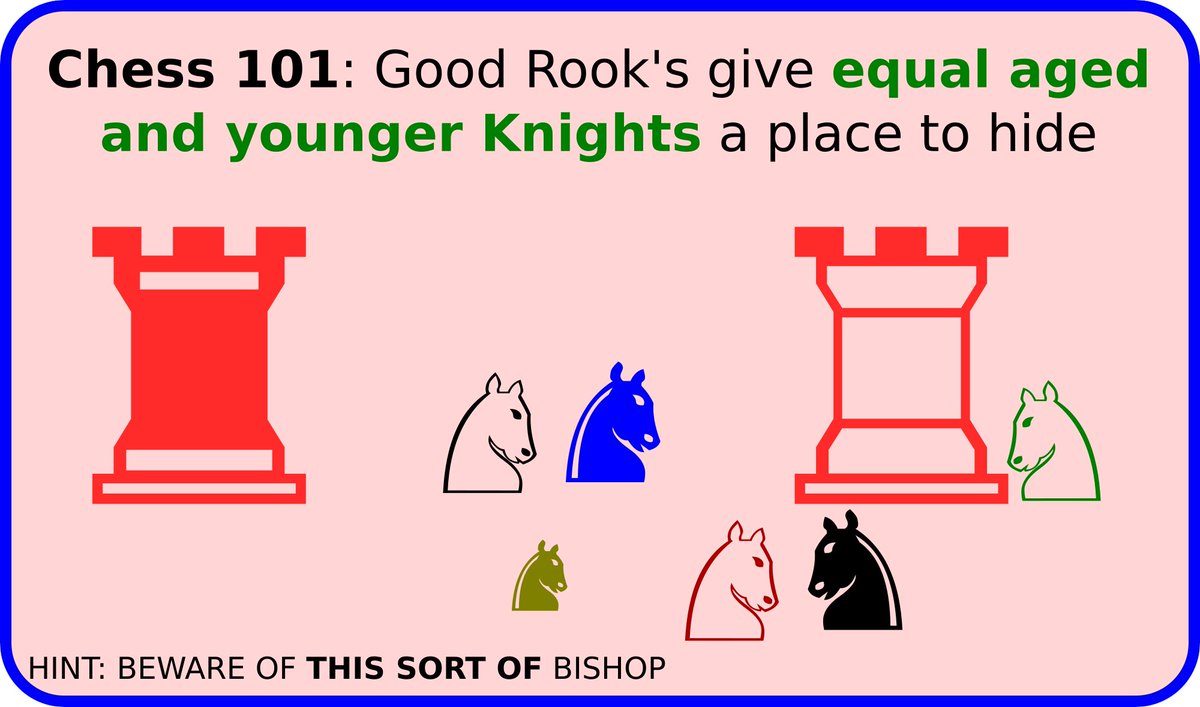 Chess 101: Good Rook's give equal aged
and younger Knights a place to hide
HINT: BEWARE OF THIS SORT OF BISHOP